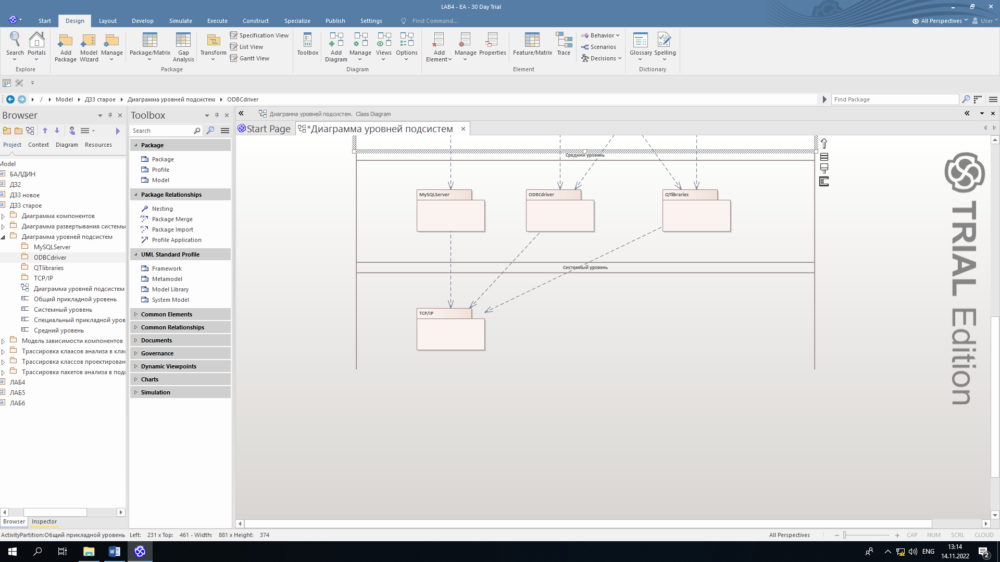 LAB4 - EA - 30 Day Trial
Start Design Layout Develop Simulate Execute Construct Specialize Publish Settings Find Command... All Perspectives User
Search Portals Add Package Model Wizard Manage Package/Matrix Gap Analysis Transform Specification View List View Gantt View Toolbox Add Diagram Manage Views Options Add Element Manage Properties Feature/Matrix Trace Behavior Scenarios Decisions Glossary Spelling
Explore Package Diagram Element Dictionary
/ Model ДЗ3 старое Диаграмма уровней подсистем ODBCdriver Find Package
Browser
Project Context Diagram Resources
Model
БАЛДИН
ДЗ2
ДЗ3 новое
ДЗ3 старое
Диаграмма компонентов
Диаграмма развертывания системы
Диаграмма уровней подсистем
MySQLServer
ODBCdriver
QTlibraries
TCP/IP
Диаграмма уровней подсистем
Общий прикладной уровень
Системный уровень
Специальный прикладной уров
Средний уровень
Модель зависимости компонентов
Трассировка клаасов анализа в клас
Трассировка классов проектирован
Трассировка пакетов анализа в подс
ЛАБ4
ЛАБ5
ЛАБ6
Browser Inspector
Toolbox
Search
Package
Package
Profile
Model
Package Relationships
Nesting
Package Merge
Package Import
Profile Application
UML Standard Profile
Framework
Metamodel
Model Library
System Model
Common Elements
Common Relationships
Documents
Governance
Dynamic Viewpoints
Charts
Simulation
Диаграмма уровней подсистем. Class Diagram
Start Page *Диаграмма уровней подсистем
Средний уровень
MySQLServer
ODBCdriver
QTlibraries
Системный уровень
TCP/IP
TRIAL Edition
ActivityPartition:Общий прикладной уровень Left: 231 x Top: 461 - Width: 881 x Height: 374 All Perspectives CAP NUM SCRL CLOUD
ENG 13:14
14.11.2022 2